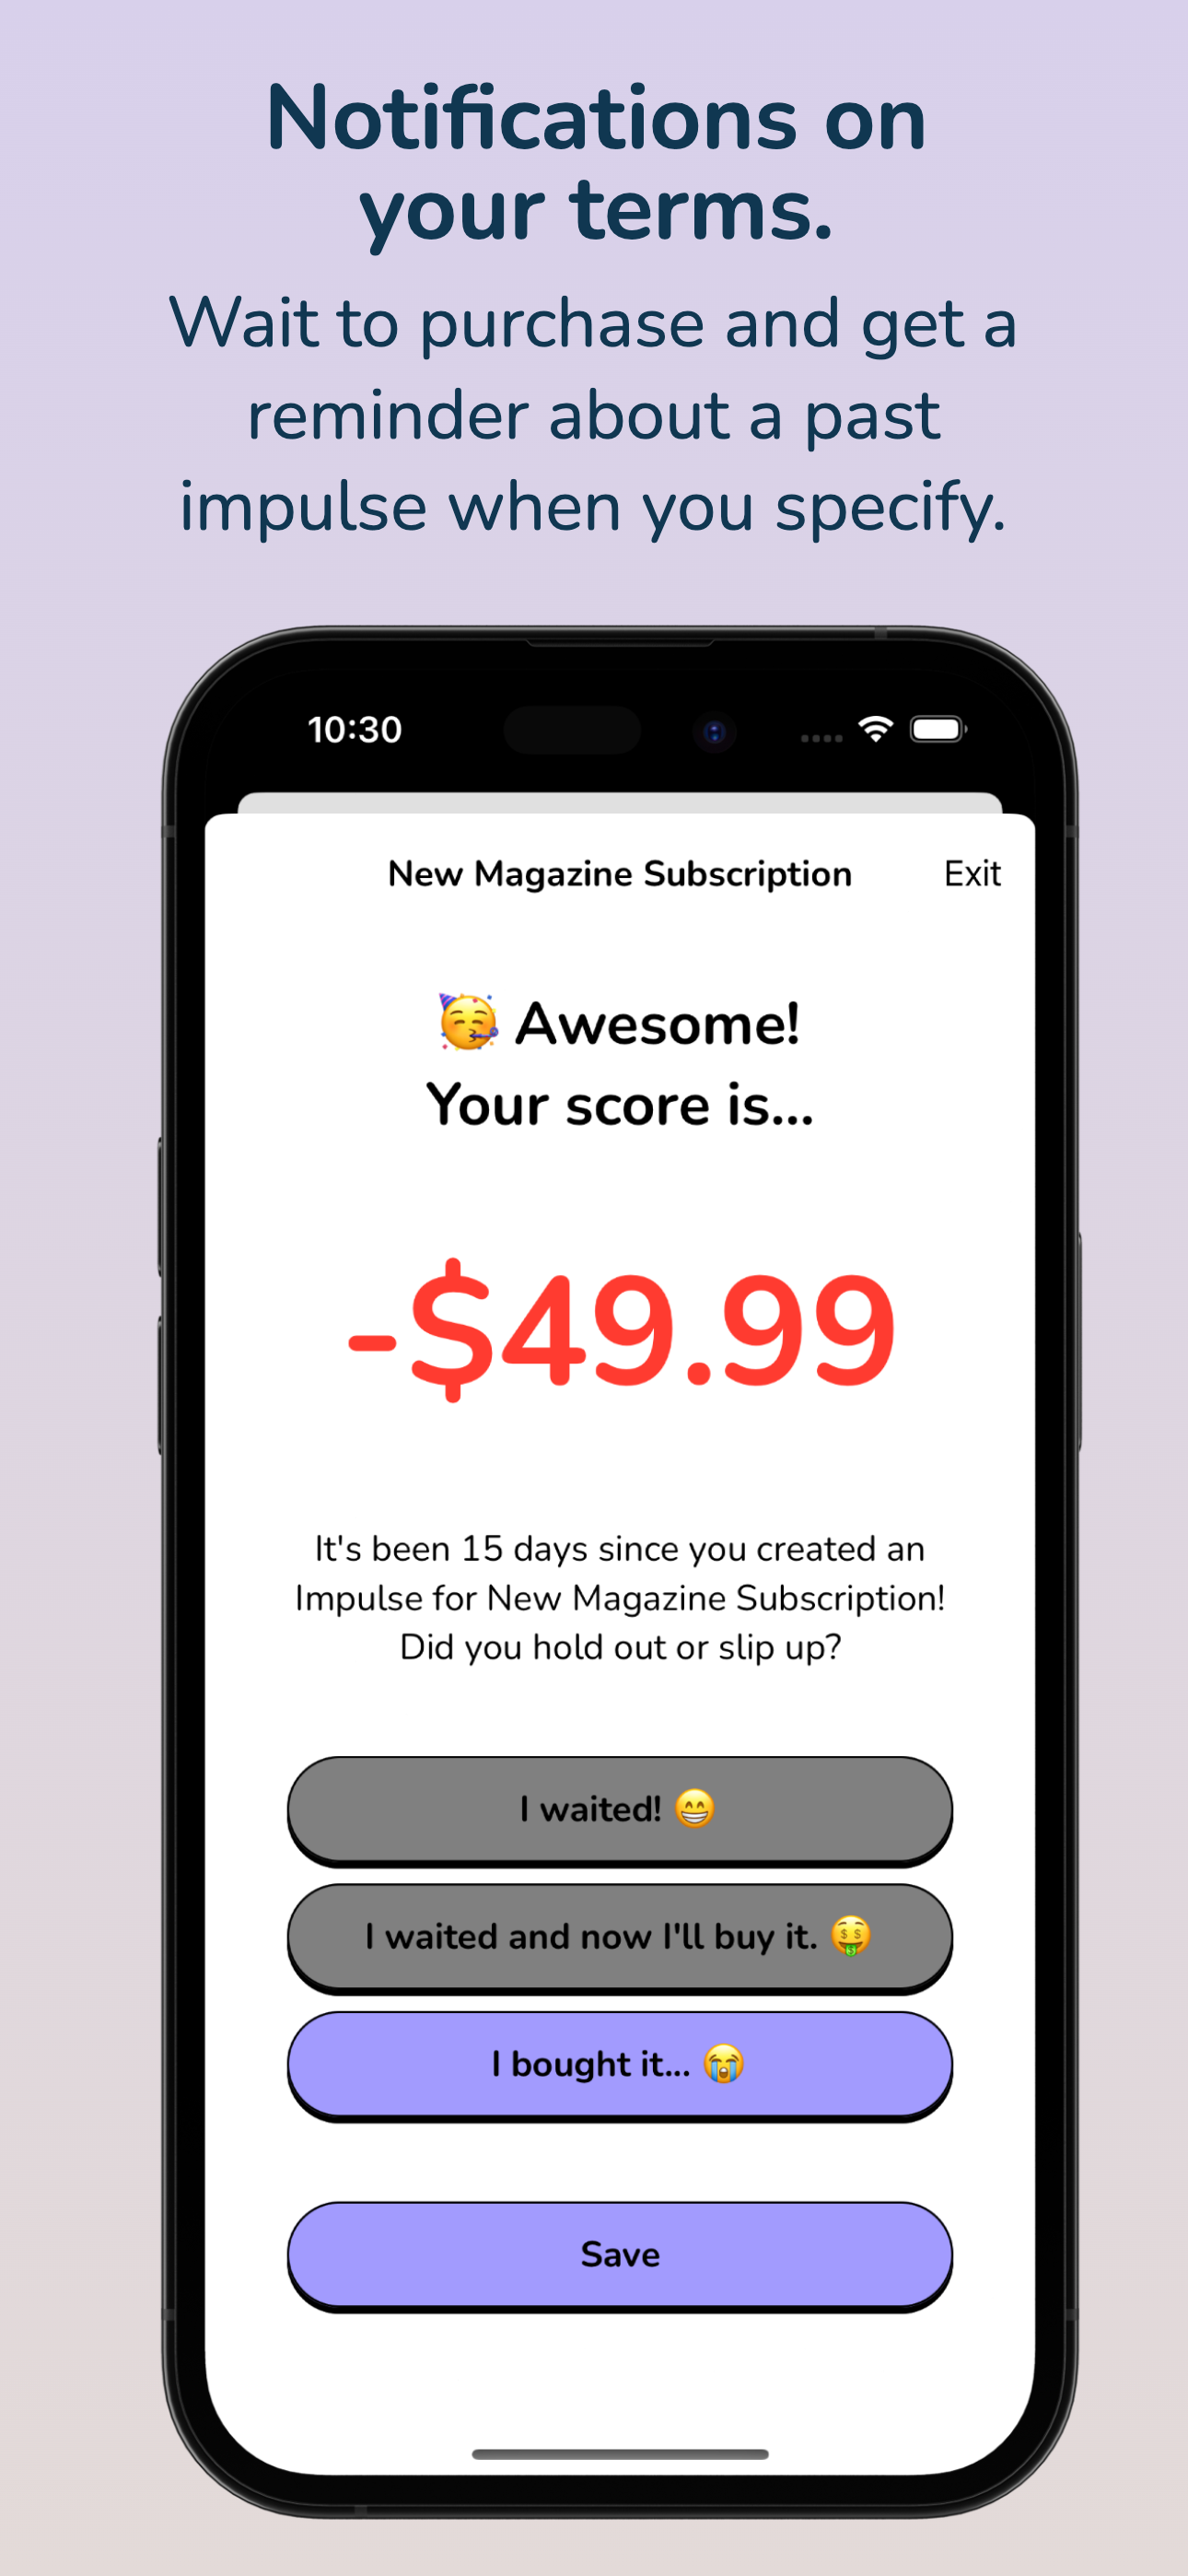 Notifications on
your terms.
Wait to purchase and get a
reminder about a past
impulse when you specify.
10:30
New Magazine Subscription
Exit
🥳 Awesome!
Your score is...
-$49.99
It's been 15 days since you created an
Impulse for New Magazine Subscription!
Did you hold out or slip up?
I waited! 😁
I waited and now I'll buy it. 🤑
I bought it... 😭
Save